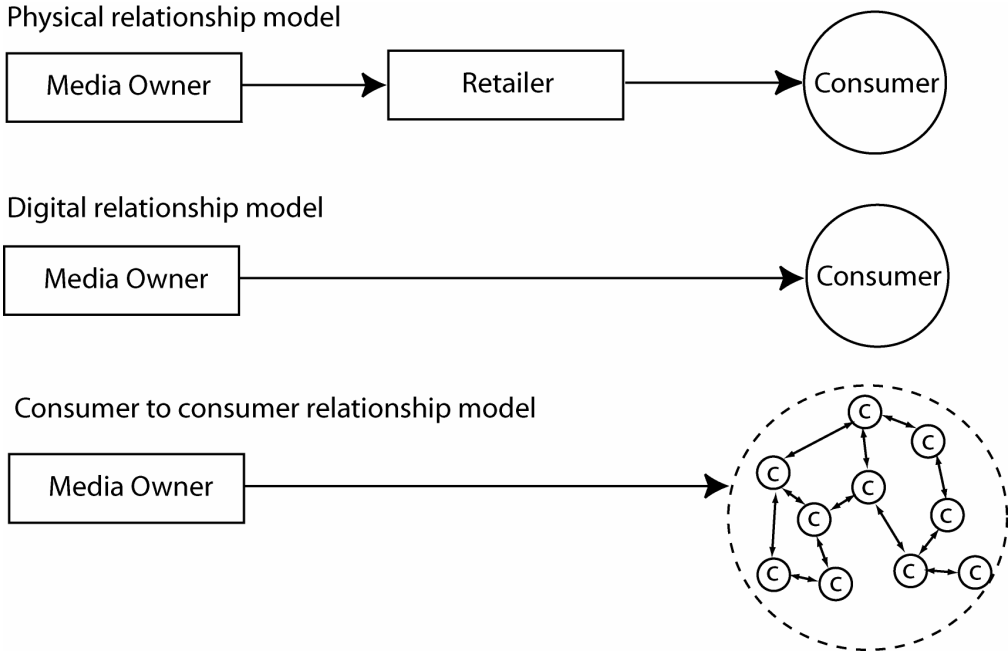 Physical relationship model
Media Owner
Retailer
Consumer
Digital relationship model
Media Owner
Consumer
Consumer to consumer relationship model
Media Owner
C
C
C
C
C
C
C
C
C
C